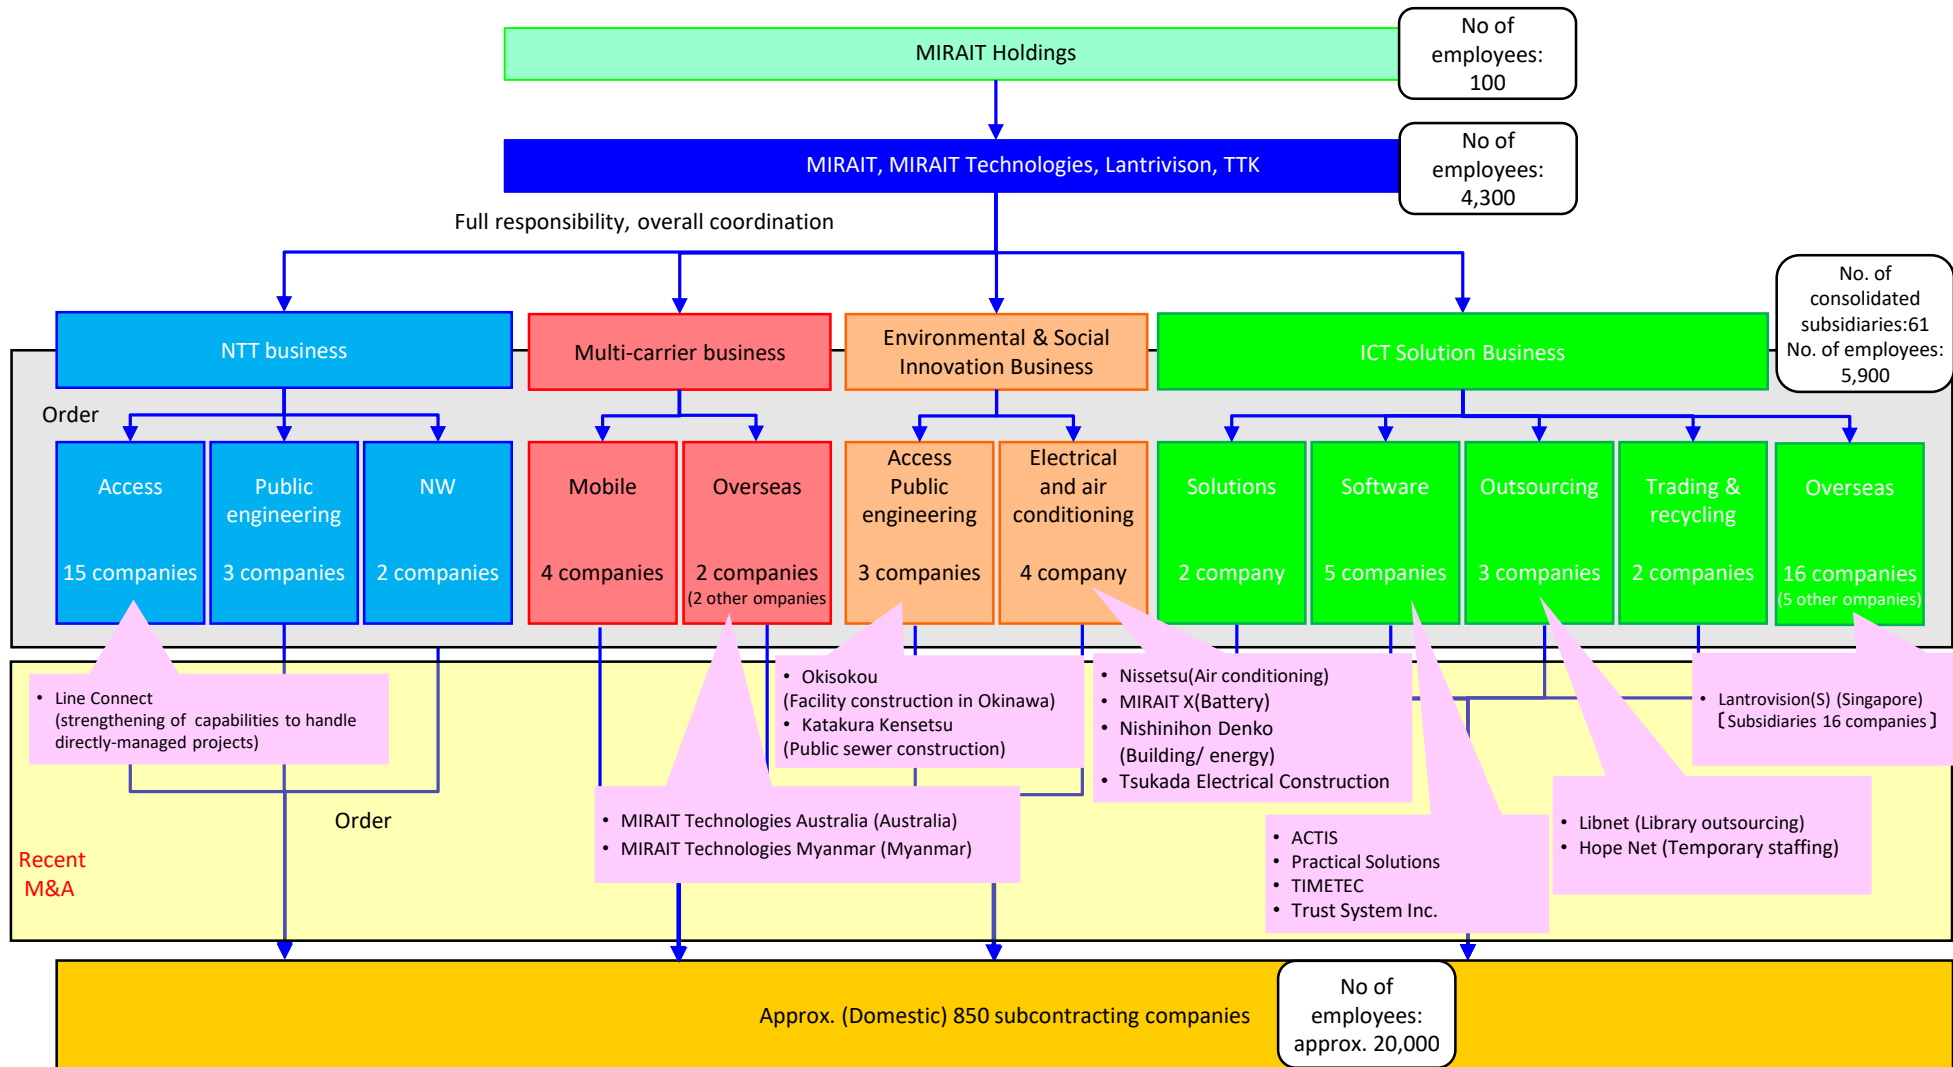 MIRAIT Holdings
No of
employees:
100
MIRAIT, MIRAIT Technologies, Lantrivison, TTK
No of
employees:
4,300
Full responsibility, overall coordination
No. of
consolidated
subsidiaries:61
No. of employees:
5,900
NTT business
Multi-carrier business
Environmental & Social
Innovation Business
ICT Solution Business
Order
Access
15 companies
Public
engineering
3 companies
NW
2 companies
Mobile
4 companies
Overseas
2 companies
(2 other ompanies
Access
Public
engineering
3 companies
Electrical
and air
conditioning
4 company
Solutions
2 company
Software
5 companies
Outsourcing
3 companies
Trading &
recycling
2 companies
Overseas
16 companies
(5 other ompanies)
• Line Connect
(strengthening of capabilities to handle
directly-managed projects)
• Okisokou
(Facility construction in Okinawa)
• Katakura Kensetsu
(Public sewer construction)
• Nissetsu(Air conditioning)
• MIRAIT X(Battery)
• Nishinihon Denko
(Building/ energy)
• Tsukada Electrical Construction
• Lantrovision(S) (Singapore)
〔Subsidiaries 16 companies〕
Order
• MIRAIT Technologies Australia (Australia)
• MIRAIT Technologies Myanmar (Myanmar)
• ACTIS
• Practical Solutions
• TIMETEC
• Trust System Inc.
• Libnet (Library outsourcing)
• Hope Net (Temporary staffing)
Recent
M&A
Approx. (Domestic) 850 subcontracting companies
No of
employees:
approx. 20,000